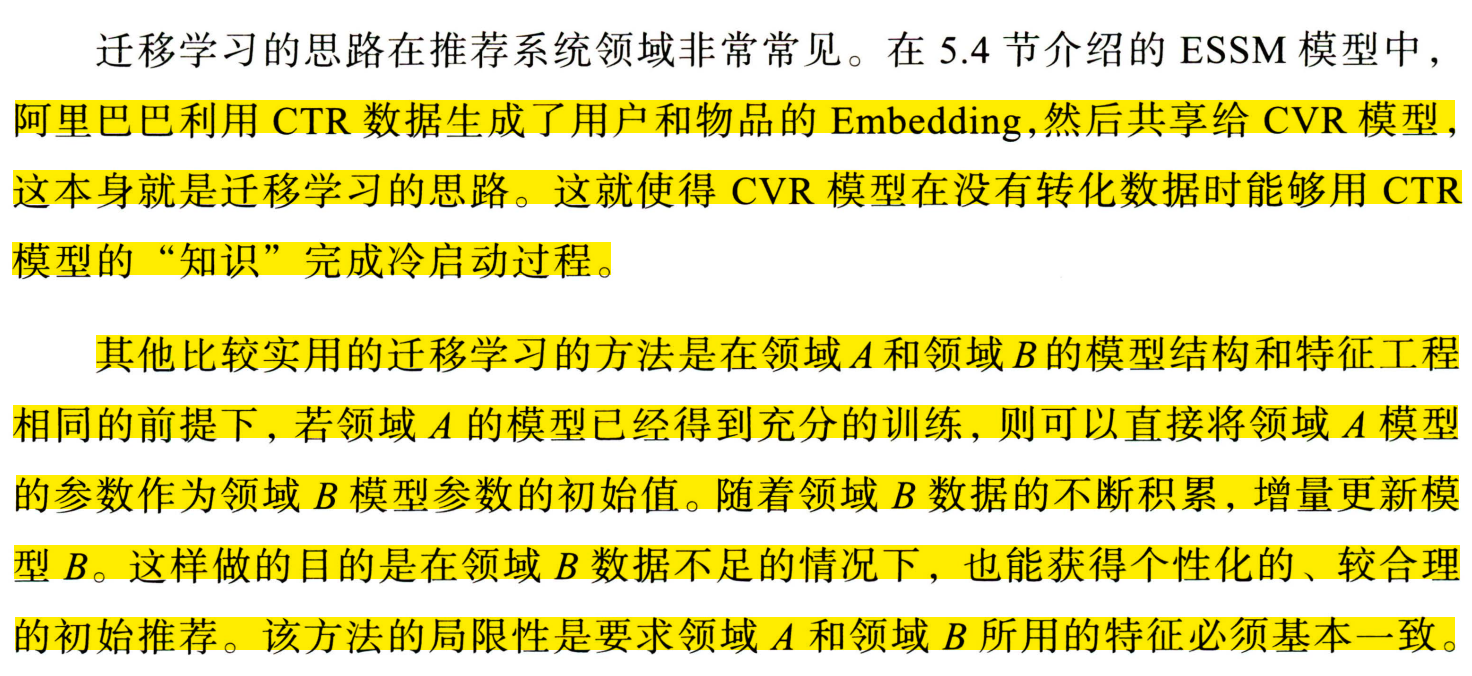 迁移学习的思路在推荐系统领域非常常见。在 5.4 节介绍的 ESSM 模型中，
阿里巴巴利用 CTR 数据生成了用户和物品的 Embedding，然后共享给 CVR 模型，
这本身就是迁移学习的思路。这就使得 CVR 模型在没有转化数据时能够用 CTR
模型的“知识”完成冷启动过程。
其他比较实用的迁移学习的方法是在领域 A 和领域 B 的模型结构和特征工程
相同的前提下，若领域 A 的模型已经得到充分的训练，则可以直接将领域 A 模型
的参数作为领域 B 模型参数的初始值。随着领域 B 数据的不断积累，增量更新模
型 B。这样做的目的是在领域 B 数据不足的情况下，也能获得个性化的、较合理
的初始推荐。该方法的局限性是要求领域 A 和领域 B 所用的特征必须基本一致。